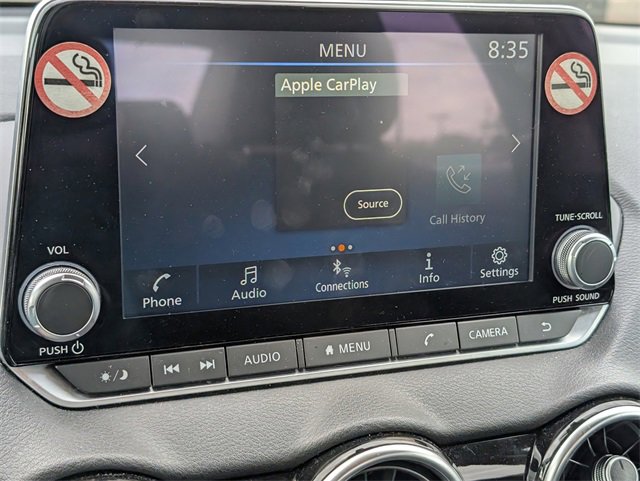 MENU
8:35
Apple CarPlay
Source
Call History
Phone
Audio
Connections
Info
Settings
VOL
PUSH
TUNE·SCROLL
PUSH SOUND
AUDIO
MENU
CAMERA